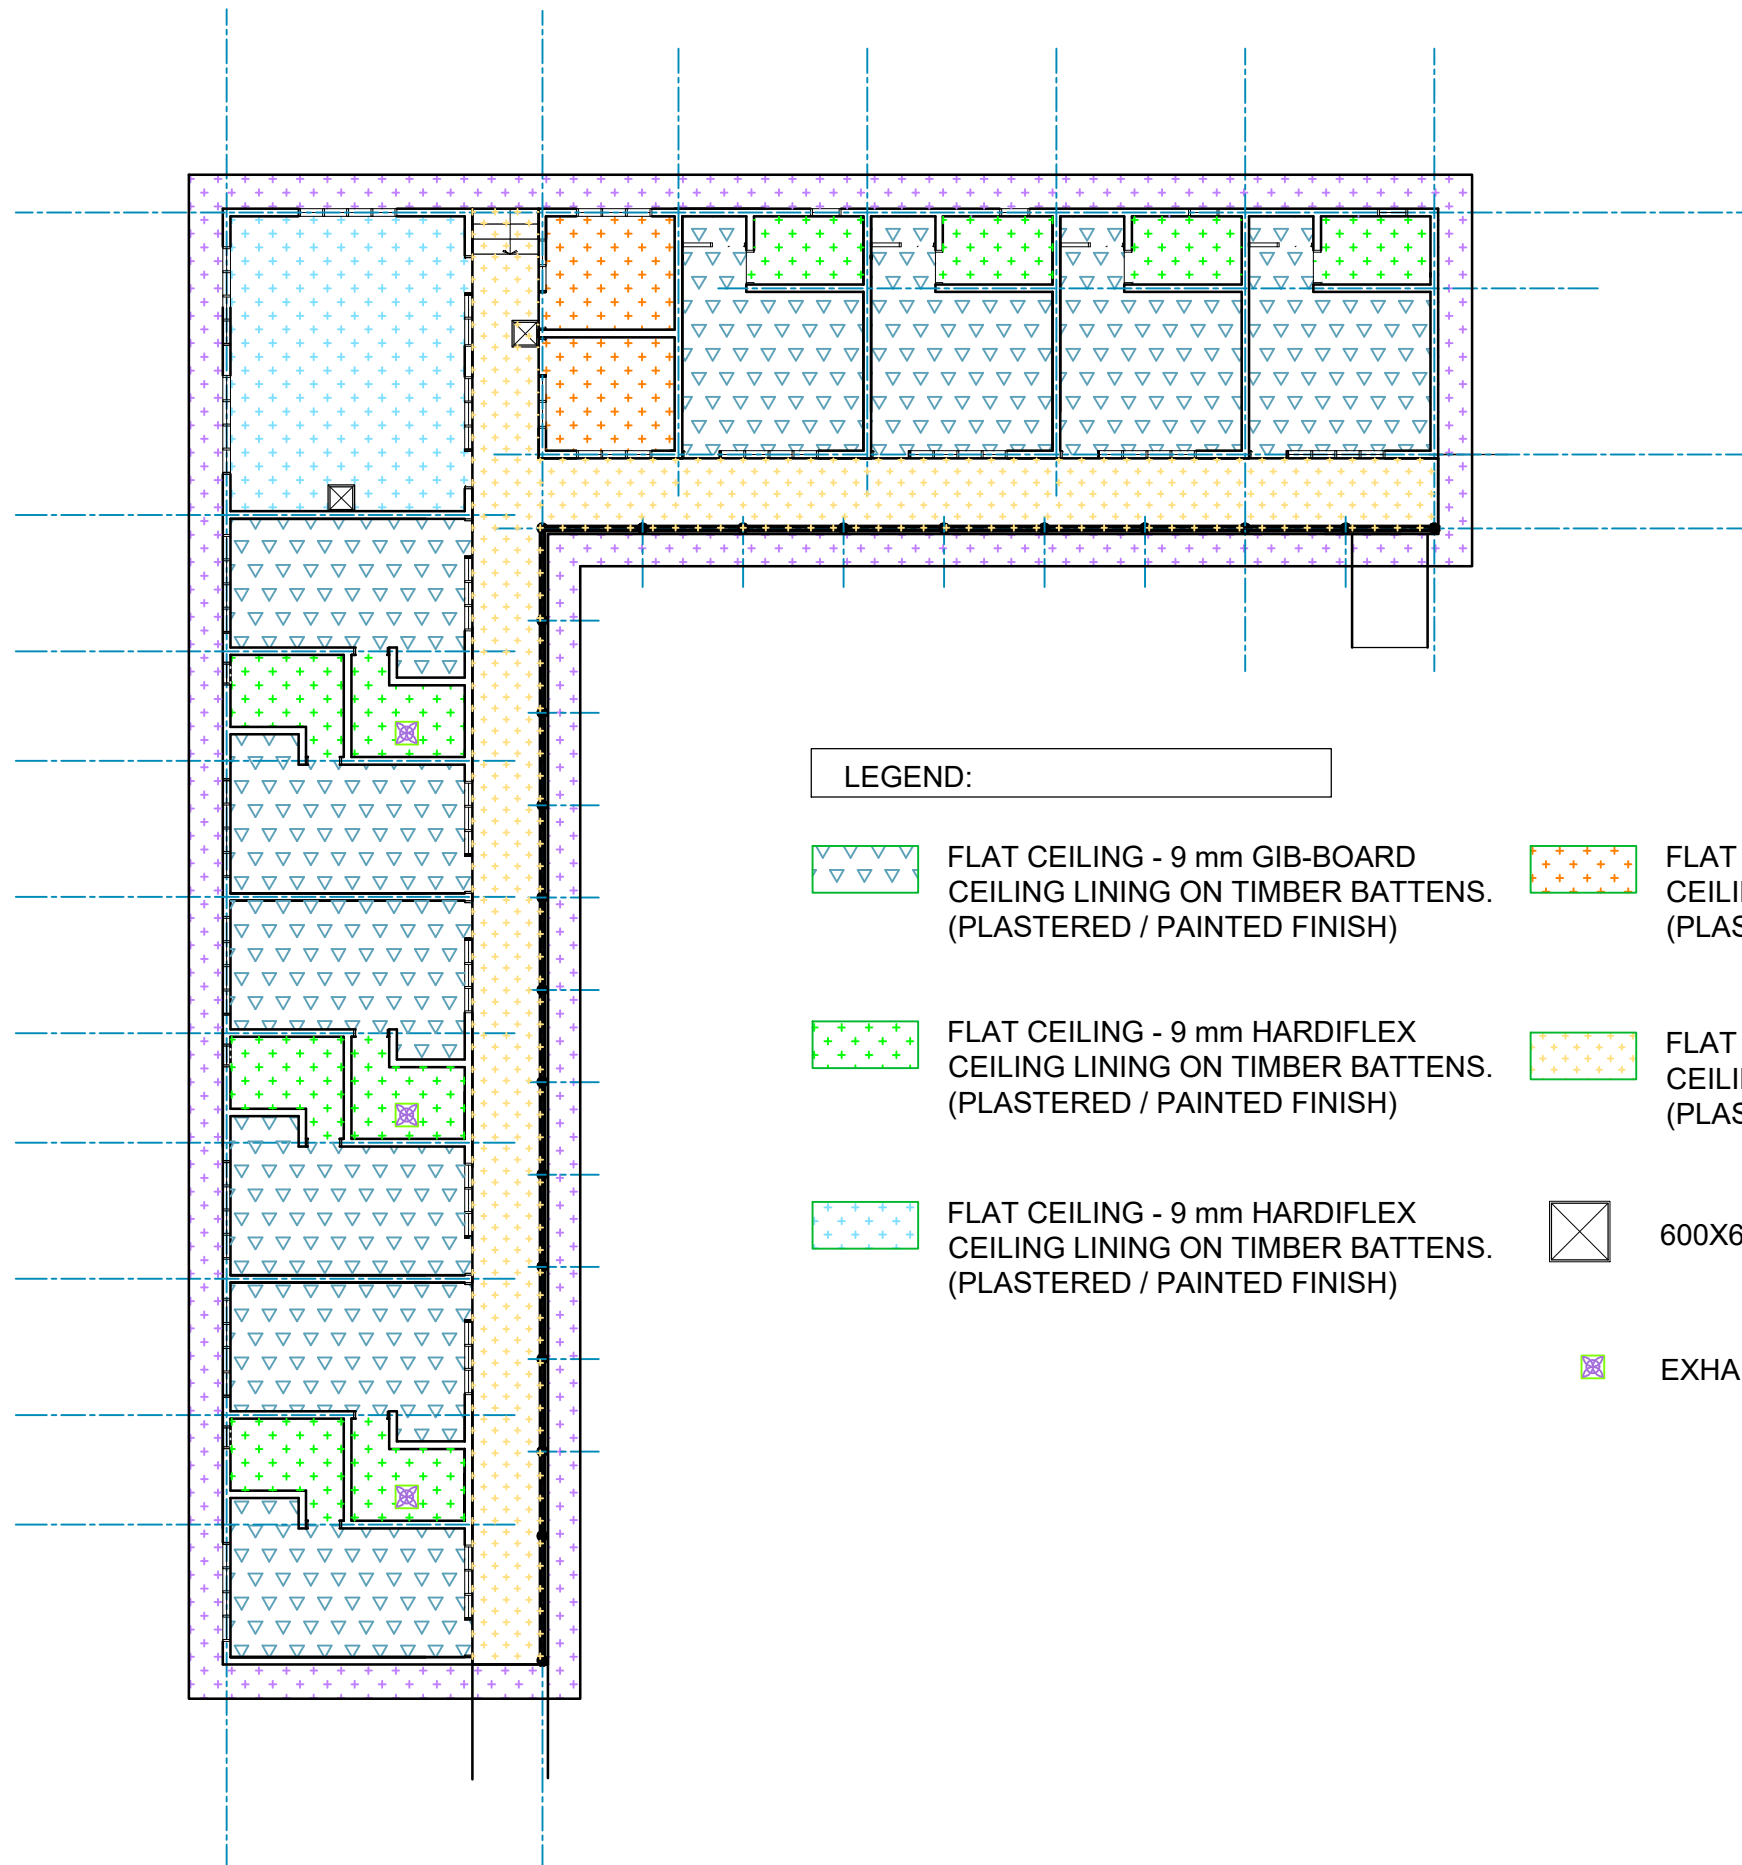 LEGEND:
FLAT CEILING - 9 mm GIB-BOARD
CEILING LINING ON TIMBER BATTENS.
(PLASTERED / PAINTED FINISH)
FLAT
FLAT CEILING - 9 mm HARDIFLEX
CEILING LINING ON TIMBER BATTENS.
(PLASTERED / PAINTED FINISH)
FLAT
FLAT CEILING - 9 mm HARDIFLEX
CEILING LINING ON TIMBER BATTENS.
(PLASTERED / PAINTED FINISH)
600X6
EXHA